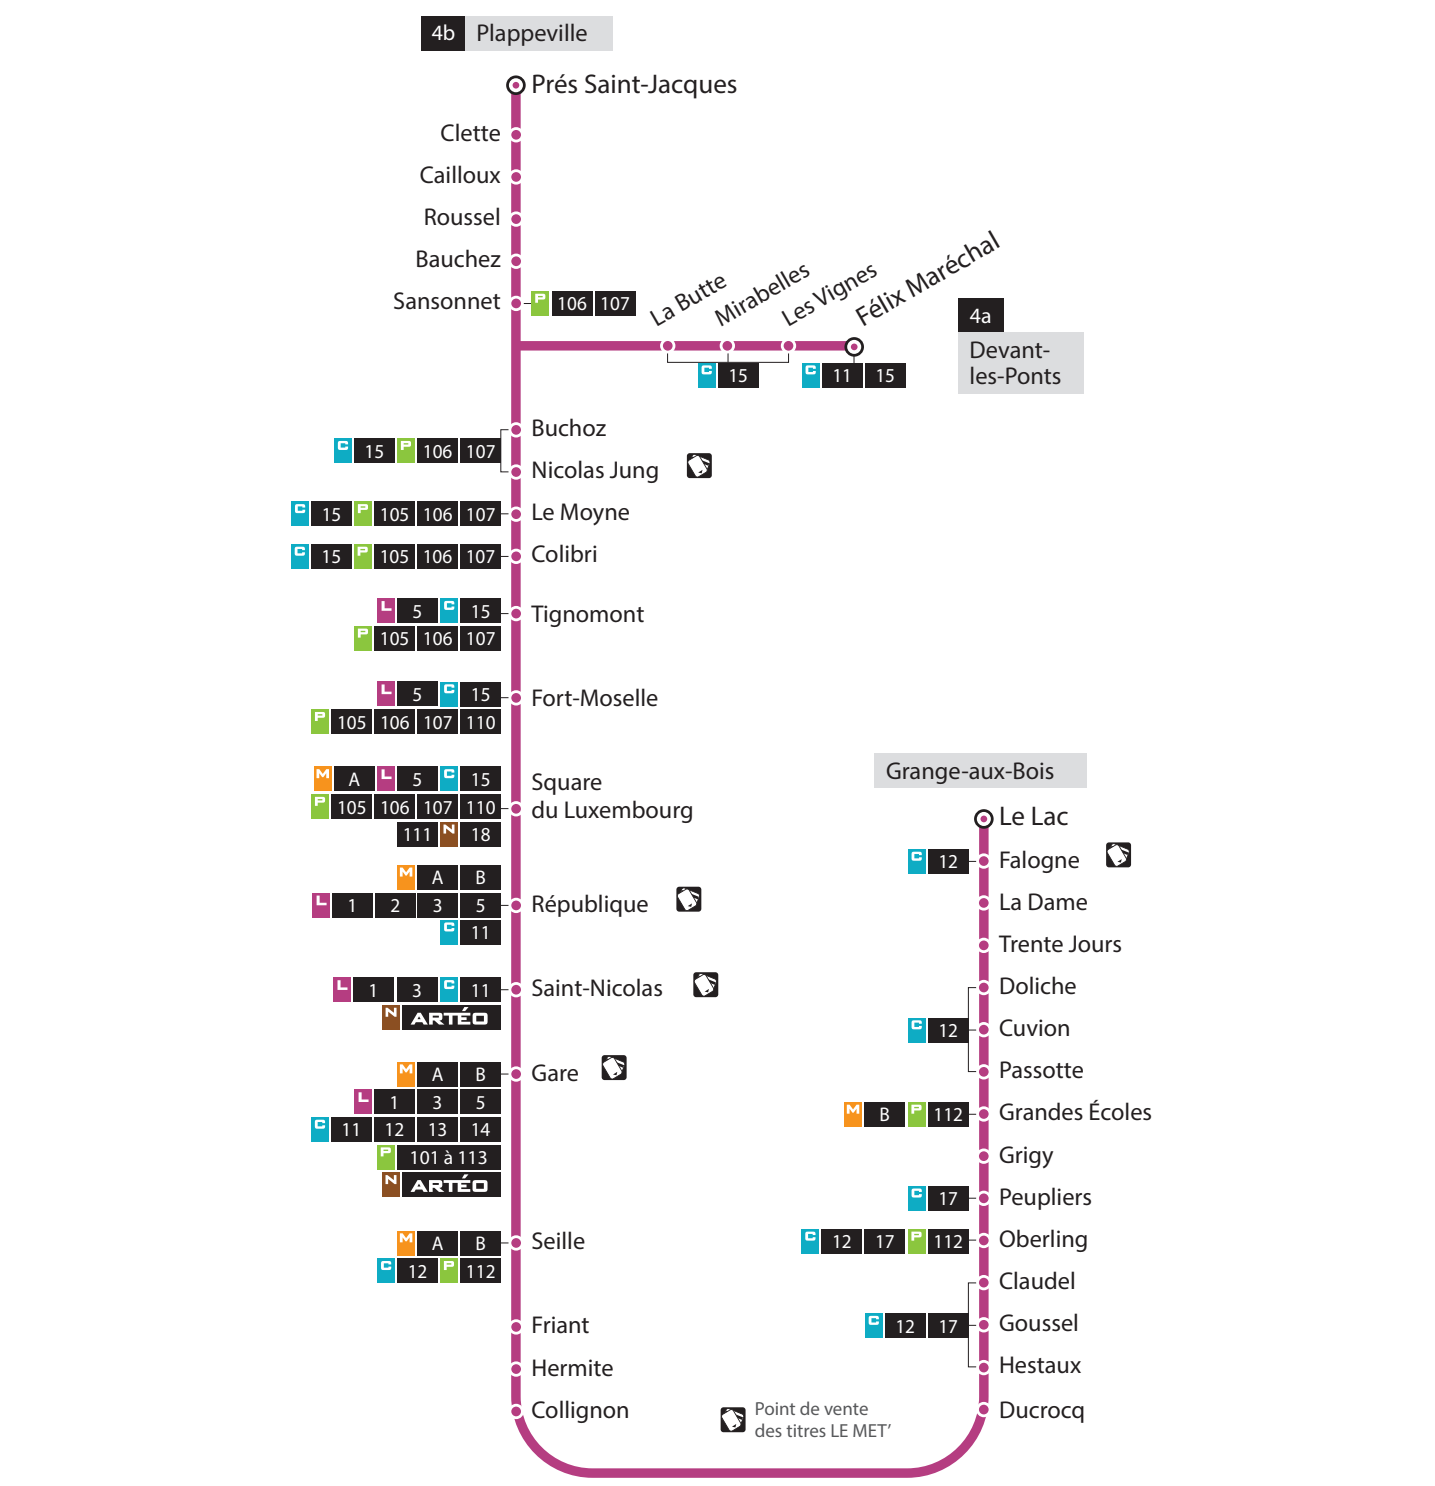 4b Plappeville
Prés Saint-Jacques
Clette
Cailloux
Roussel
Bauchez
Sansonnet P 106 107
La Butte
Mirabelles
Les Vignes
Félix Maréchal
4a
Devant-
les-Ponts
C 15
C 11 15
Buchoz
C 15 P 106 107
Nicolas Jung
C 15 P 105 106 107 Le Moyne
C 15 P 105 106 107 Colibri
L 5 C 15 Tignomont
P 105 106 107
L 5 C 15 Fort-Moselle
P 105 106 107 110
M A L 5 C 15 Square
P 105 106 107 110 du Luxembourg
111 N 18
M A B
L 1 2 3 5 République
C 11
L 1 3 C 11 Saint-Nicolas
N ARTÉO
M A B Gare
L 1 3 5
C 11 12 13 14
P 101 à 113
N ARTÉO
M A B Seille
C 12 P 112
Friant
Hermite
Collignon
Grange-aux-Bois
Le Lac
C 12 Falogne
La Dame
Trente Jours
Doliche
C 12 Cuvion
Passotte
M B P 112 Grandes Écoles
Grigy
C 17 Peupliers
C 12 17 P 112 Oberling
Claudel
C 12 17 Goussel
Hestaux
Ducrocq
Point de vente
des titres LE MET’